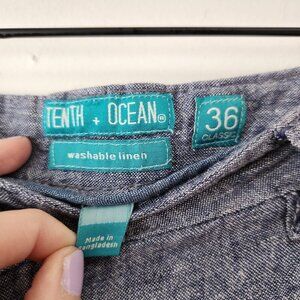 TENTH + OCEAN®
36
CLASSIC
washable linen
Made in
Bangladesh